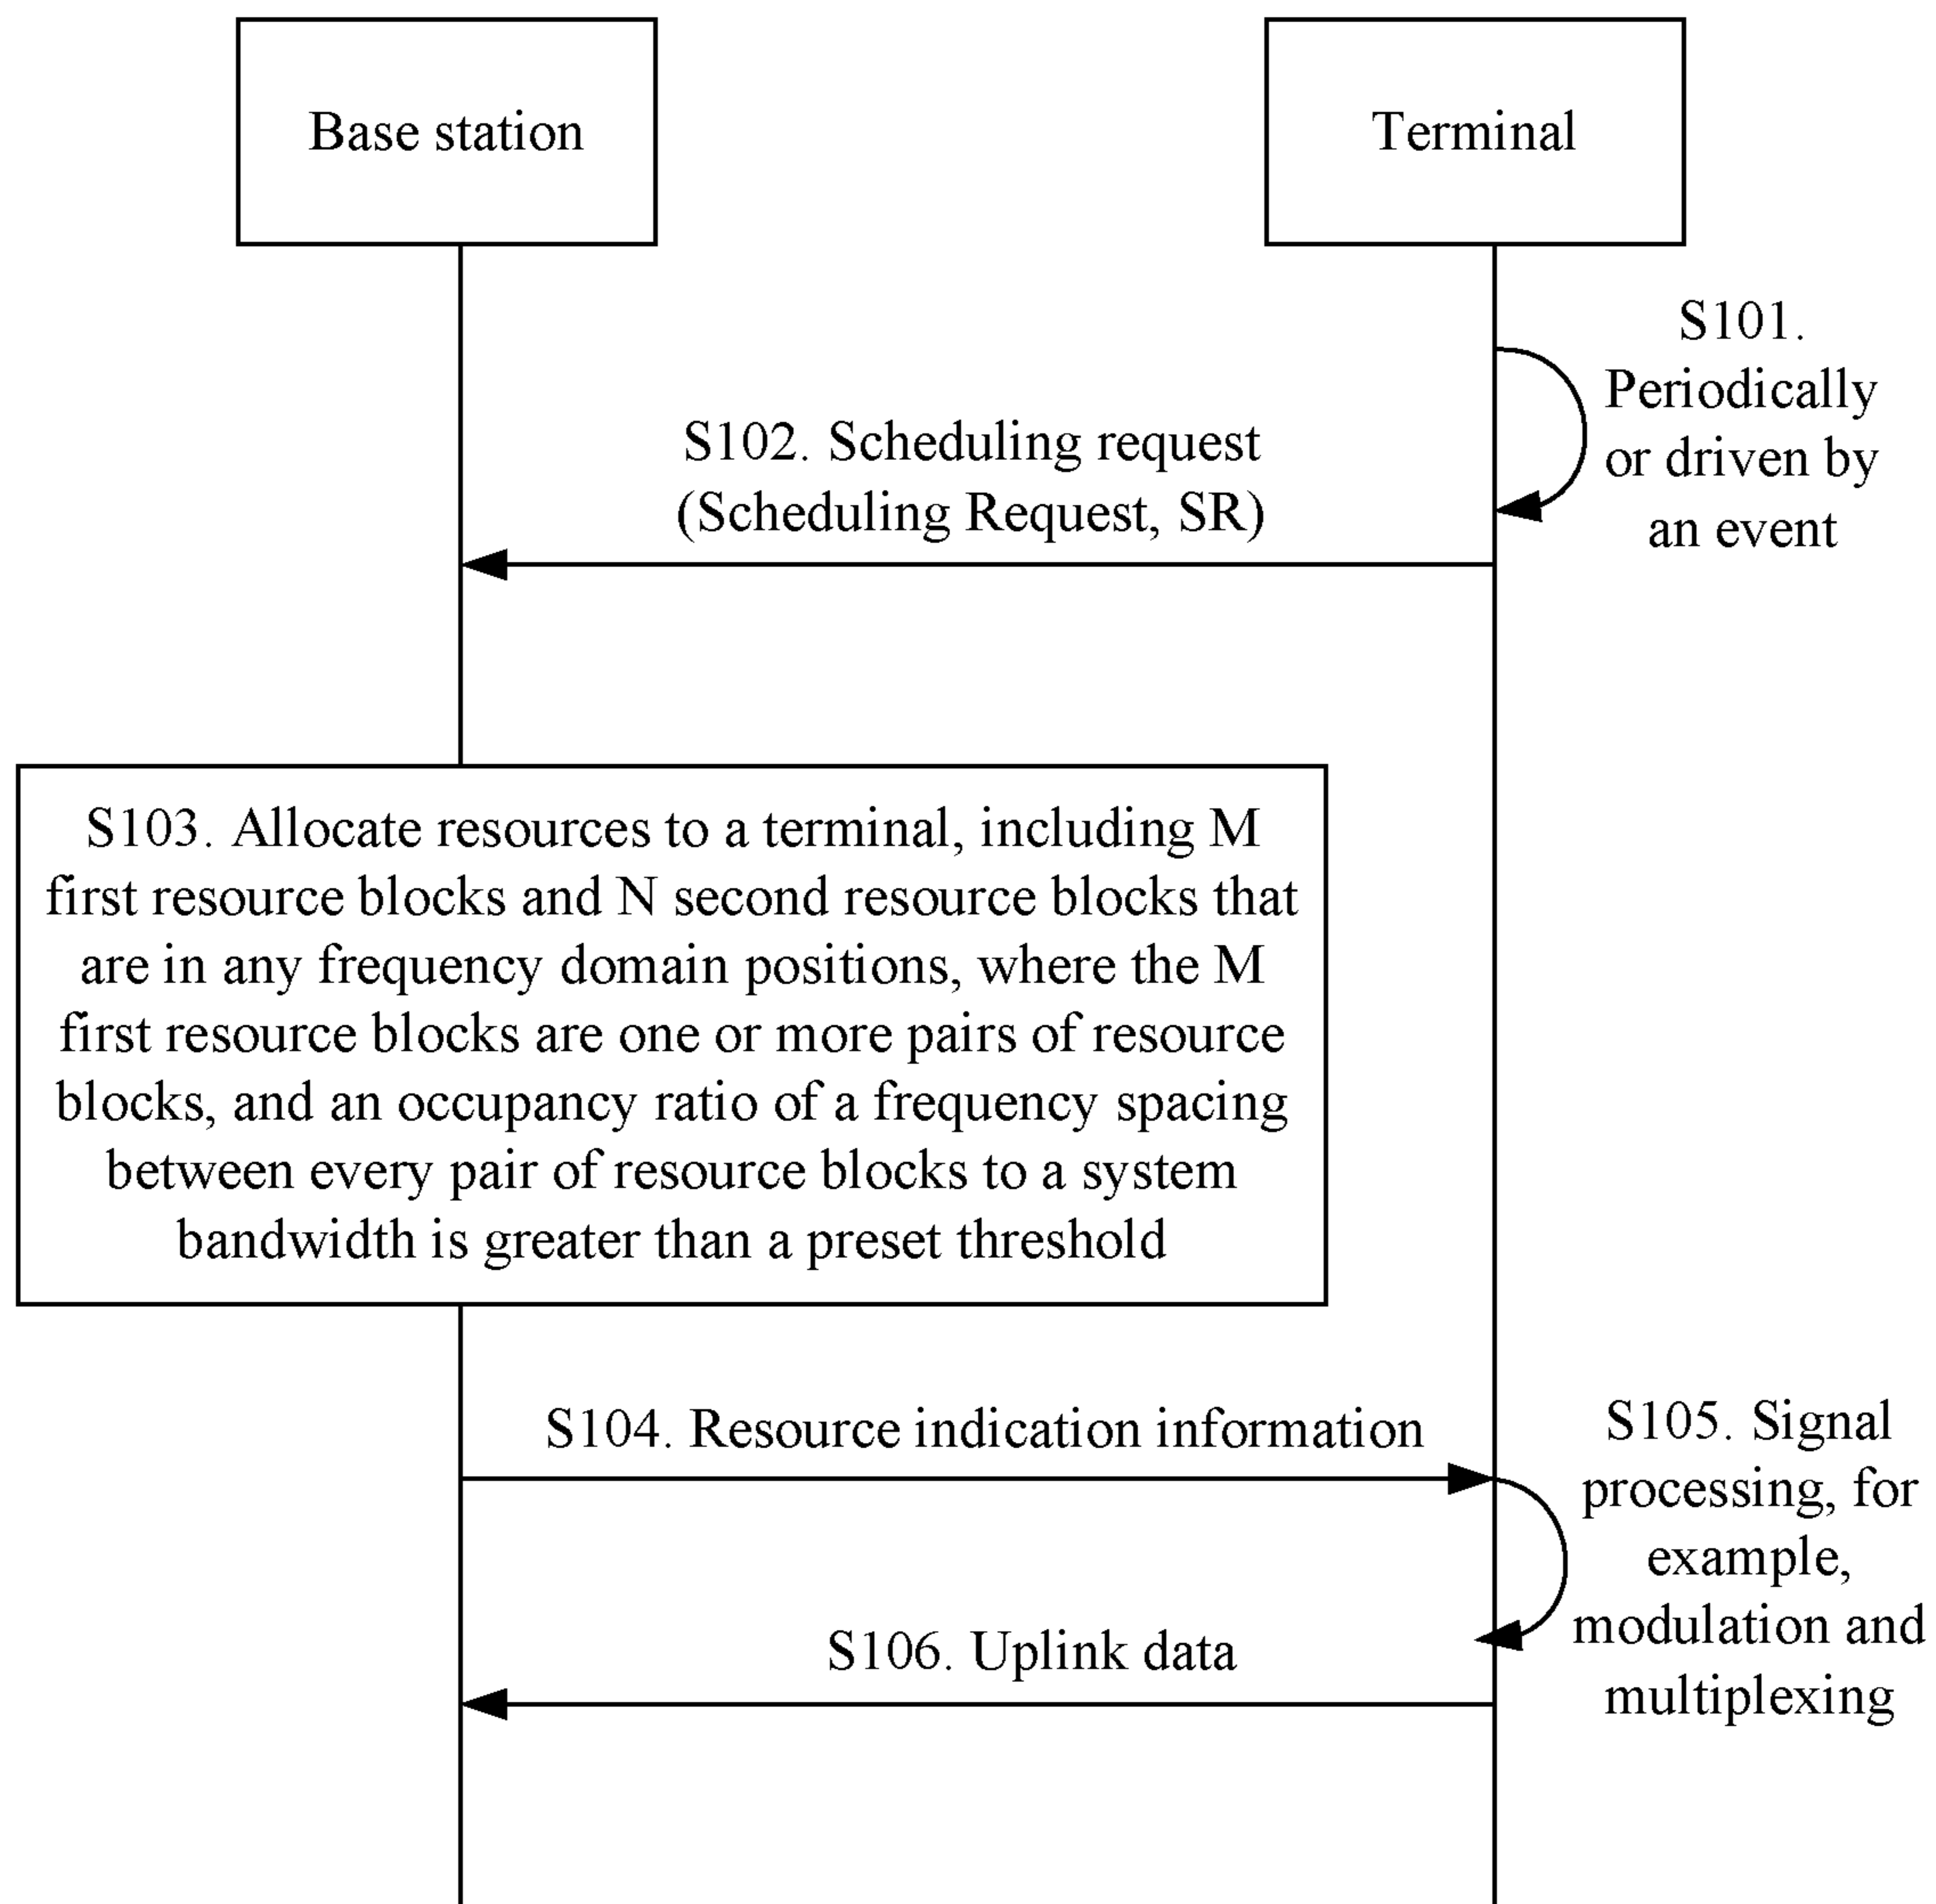 Base station
Terminal
S101.
Periodically
or driven by
an event
S102. Scheduling request
(Scheduling Request, SR)
S103. Allocate resources to a terminal, including M
first resource blocks and N second resource blocks that
are in any frequency domain positions, where the M
first resource blocks are one or more pairs of resource
blocks, and an occupancy ratio of a frequency spacing
between every pair of resource blocks to a system
bandwidth is greater than a preset threshold
S104. Resource indication information
S105. Signal
processing, for
example,
modulation and
multiplexing
S106. Uplink data